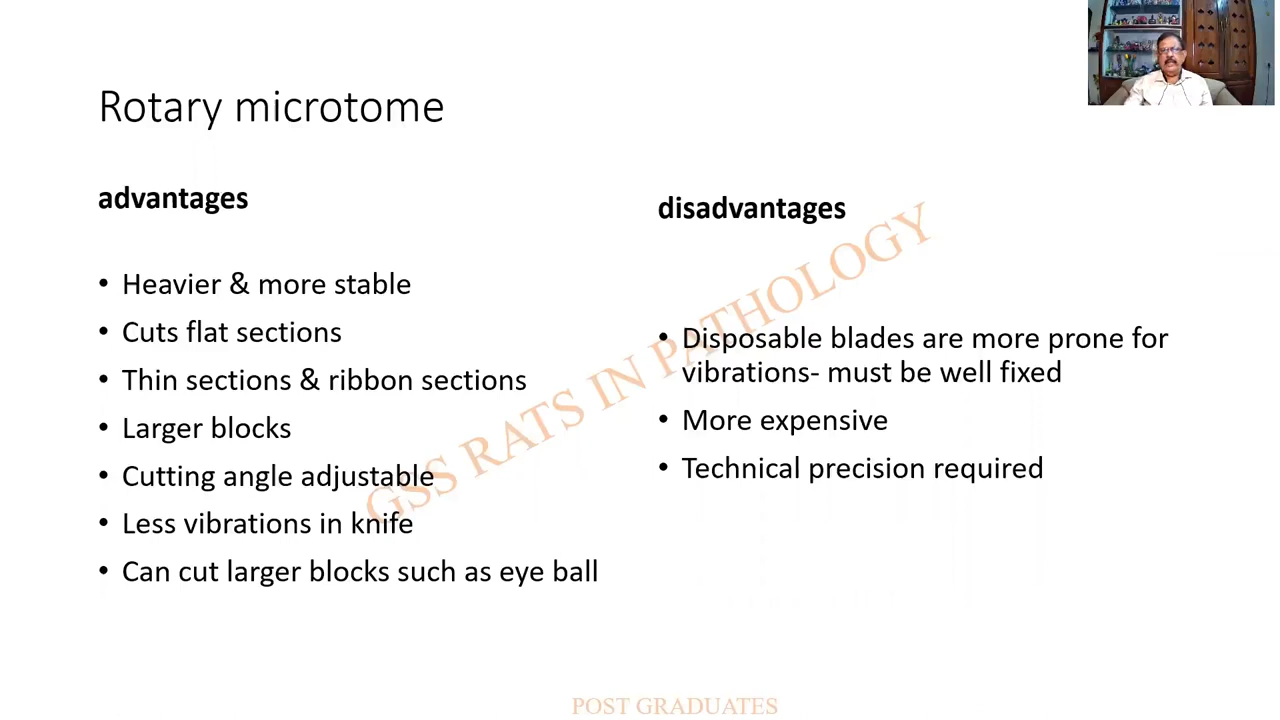 Rotary microtome
advantages
• Heavier & more stable
• Cuts flat sections
• Thin sections & ribbon sections
• Larger blocks
• Cutting angle adjustable
• Less vibrations in knife
• Can cut larger blocks such as eye ball
disadvantages
• Disposable blades are more prone for
vibrations- must be well fixed
• More expensive
• Technical precision required
GSS RATS IN PATHOLOGY
POST GRADUATES